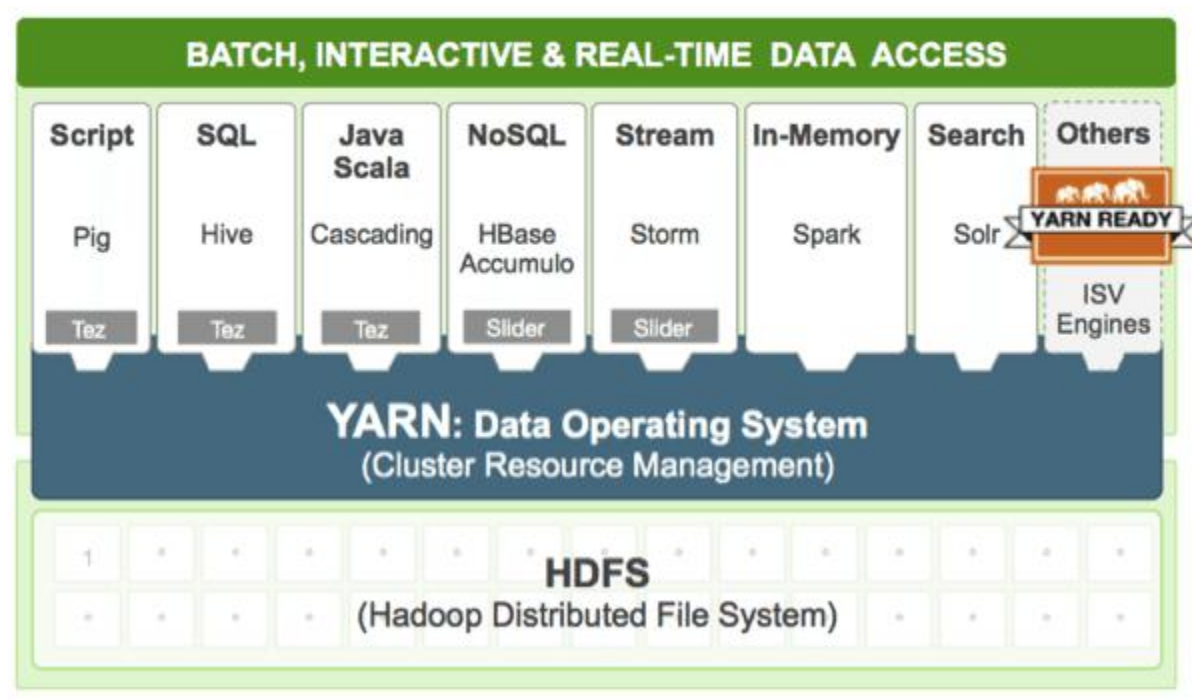 BATCH, INTERACTIVE & REAL-TIME DATA ACCESS
Script
Pig
Tez
SQL
Hive
Tez
Java
Scala
Cascading
Tez
NoSQL
HBase
Accumulo
Slider
Stream
Storm
Slider
In-Memory
Spark
Search
Solr
Others
YARN READY
ISV
Engines
YARN: Data Operating System
(Cluster Resource Management)
1
HDFS
(Hadoop Distributed File System)